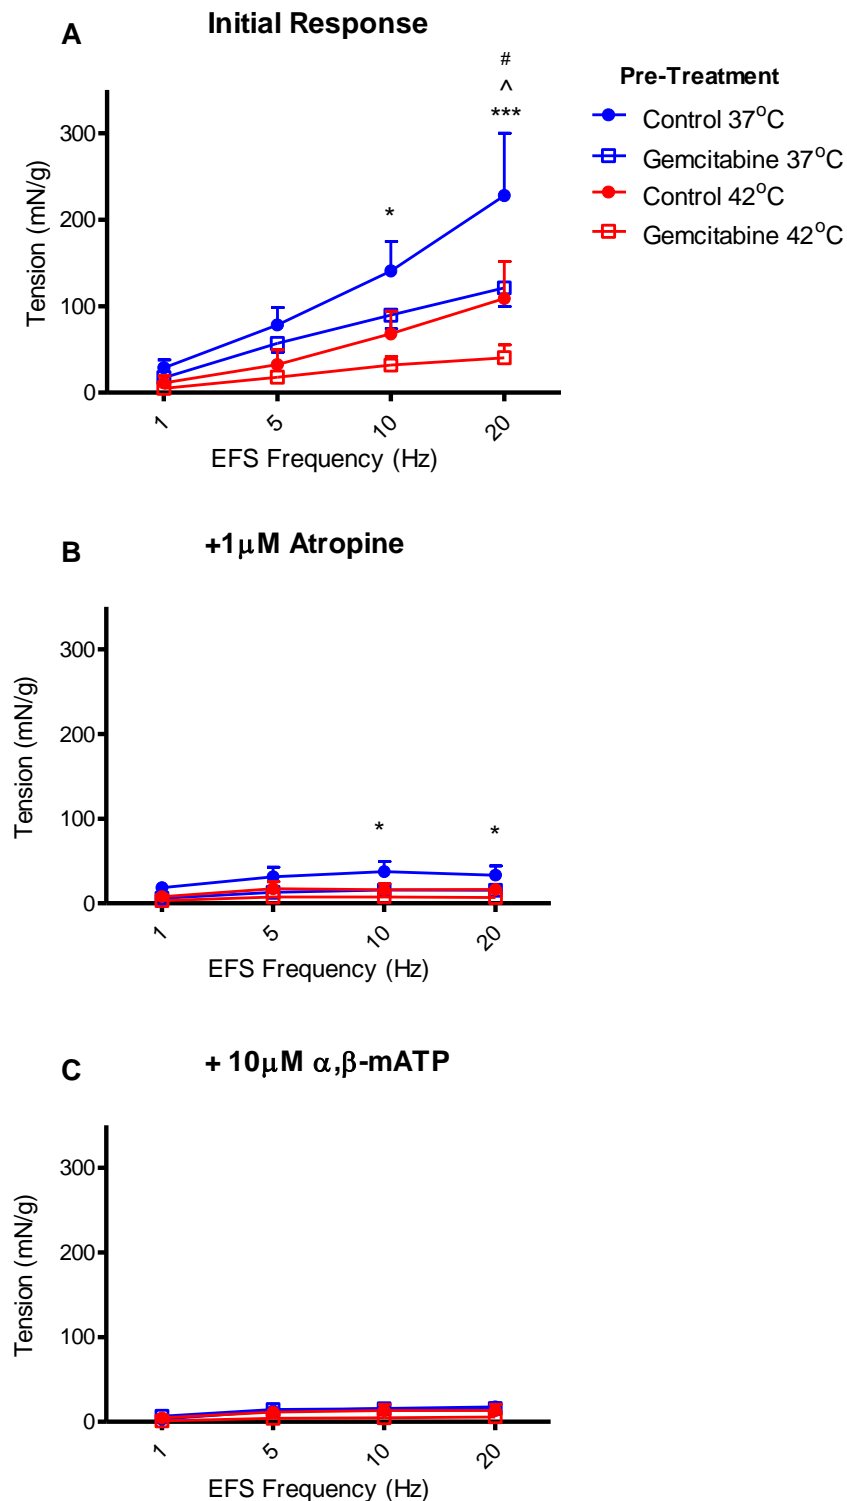 A
Initial Response
#
^
***
*
300
200
100
0
Tension (mN/g)
1
5
10
20
EFS Frequency (Hz)
Pre-Treatment
Control 37°C
Gemcitabine 37°C
Control 42°C
Gemcitabine 42°C
B
+1μM Atropine
300
200
100
0
Tension (mN/g)
*
*
1
5
10
20
EFS Frequency (Hz)
C
+ 10μM α,β-mATP
300
200
100
0
Tension (mN/g)
1
5
10
20
EFS Frequency (Hz)